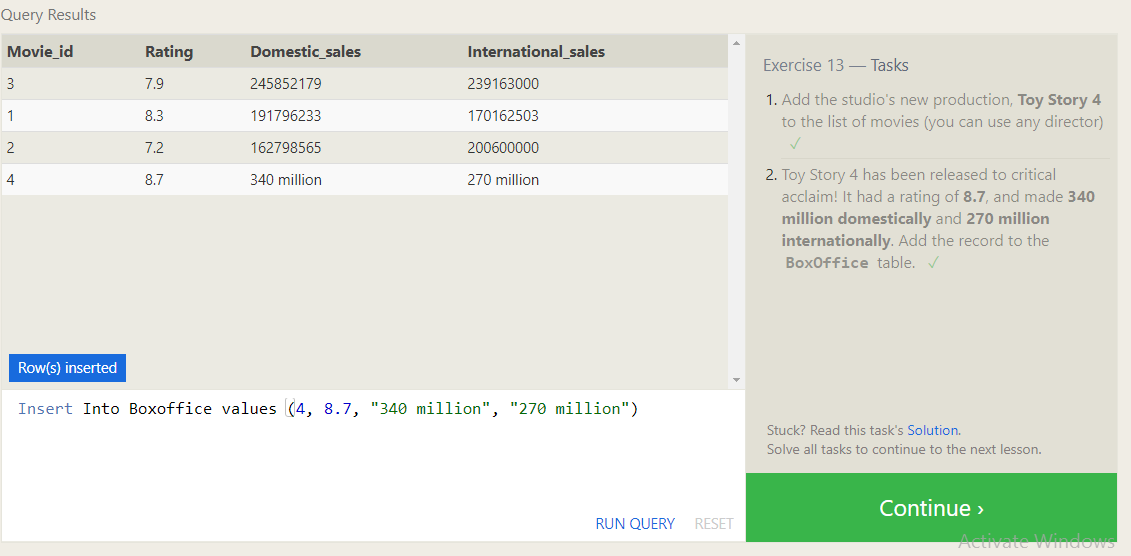 Query Results
Movie_id Rating Domestic_sales International_sales
3 7.9 245852179 239163000
1 8.3 191796233 170162503
2 7.2 162798565 200600000
4 8.7 340 million 270 million
Row(s) inserted
Insert Into Boxoffice values (4, 8.7, "340 million", "270 million")
RUN QUERY RESET
Exercise 13 — Tasks
1. Add the studio's new production, Toy Story 4
to the list of movies (you can use any director)
✓
2. Toy Story 4 has been released to critical
acclaim! It had a rating of 8.7, and made 340
million domestically and 270 million
internationally. Add the record to the
BoxOffice table. ✓
Stuck? Read this task's Solution.
Solve all tasks to continue to the next lesson.
Continue ›
Activate Windows